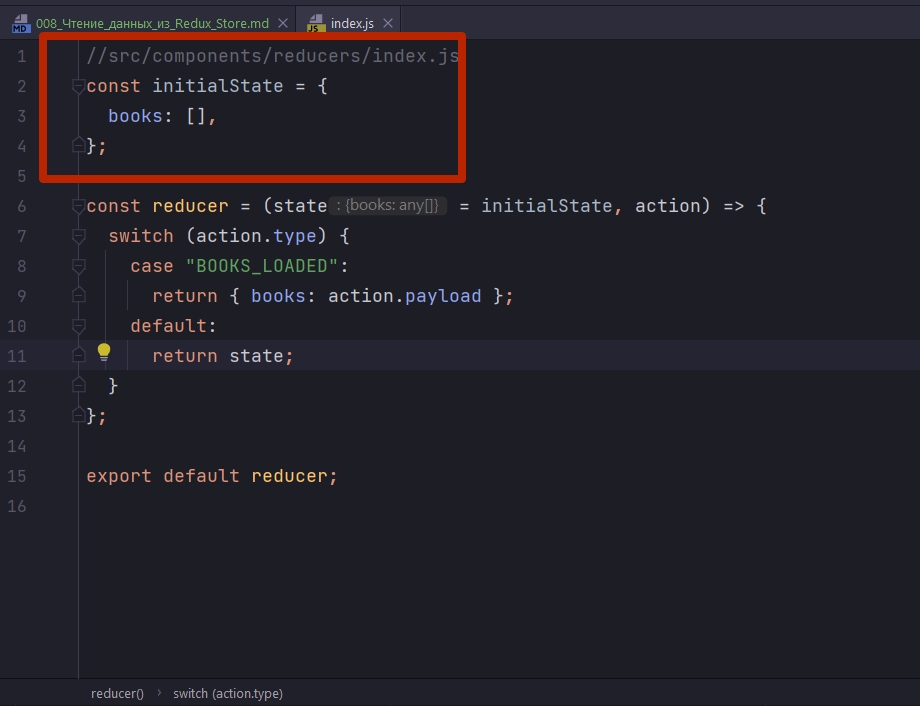 008_Чтение_данных_из_Redux_Store.md index.js
1 //src/components/reducers/index.js
2 const initialState = {
3 books: [],
4 };
5
6 const reducer = (state : {books: any[]} = initialState, action) => {
7 switch (action.type) {
8 case "BOOKS_LOADED":
9 return { books: action.payload };
10 default:
11 return state;
12 }
13 };
14
15 export default reducer;
16
reducer() › switch (action.type)